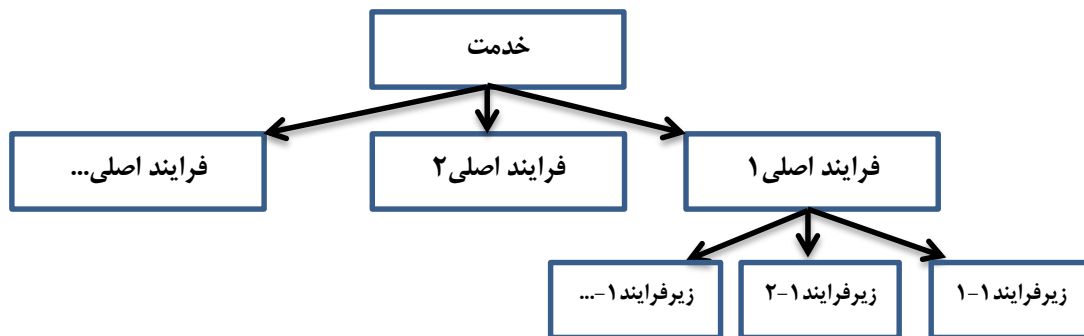 خدمت
فرایند اصلی۱
فرایند اصلی۲
فرایند اصلی...
زیرفرایند۱-۱
زیرفرایند۱-۲
زیرفرایند۱-...